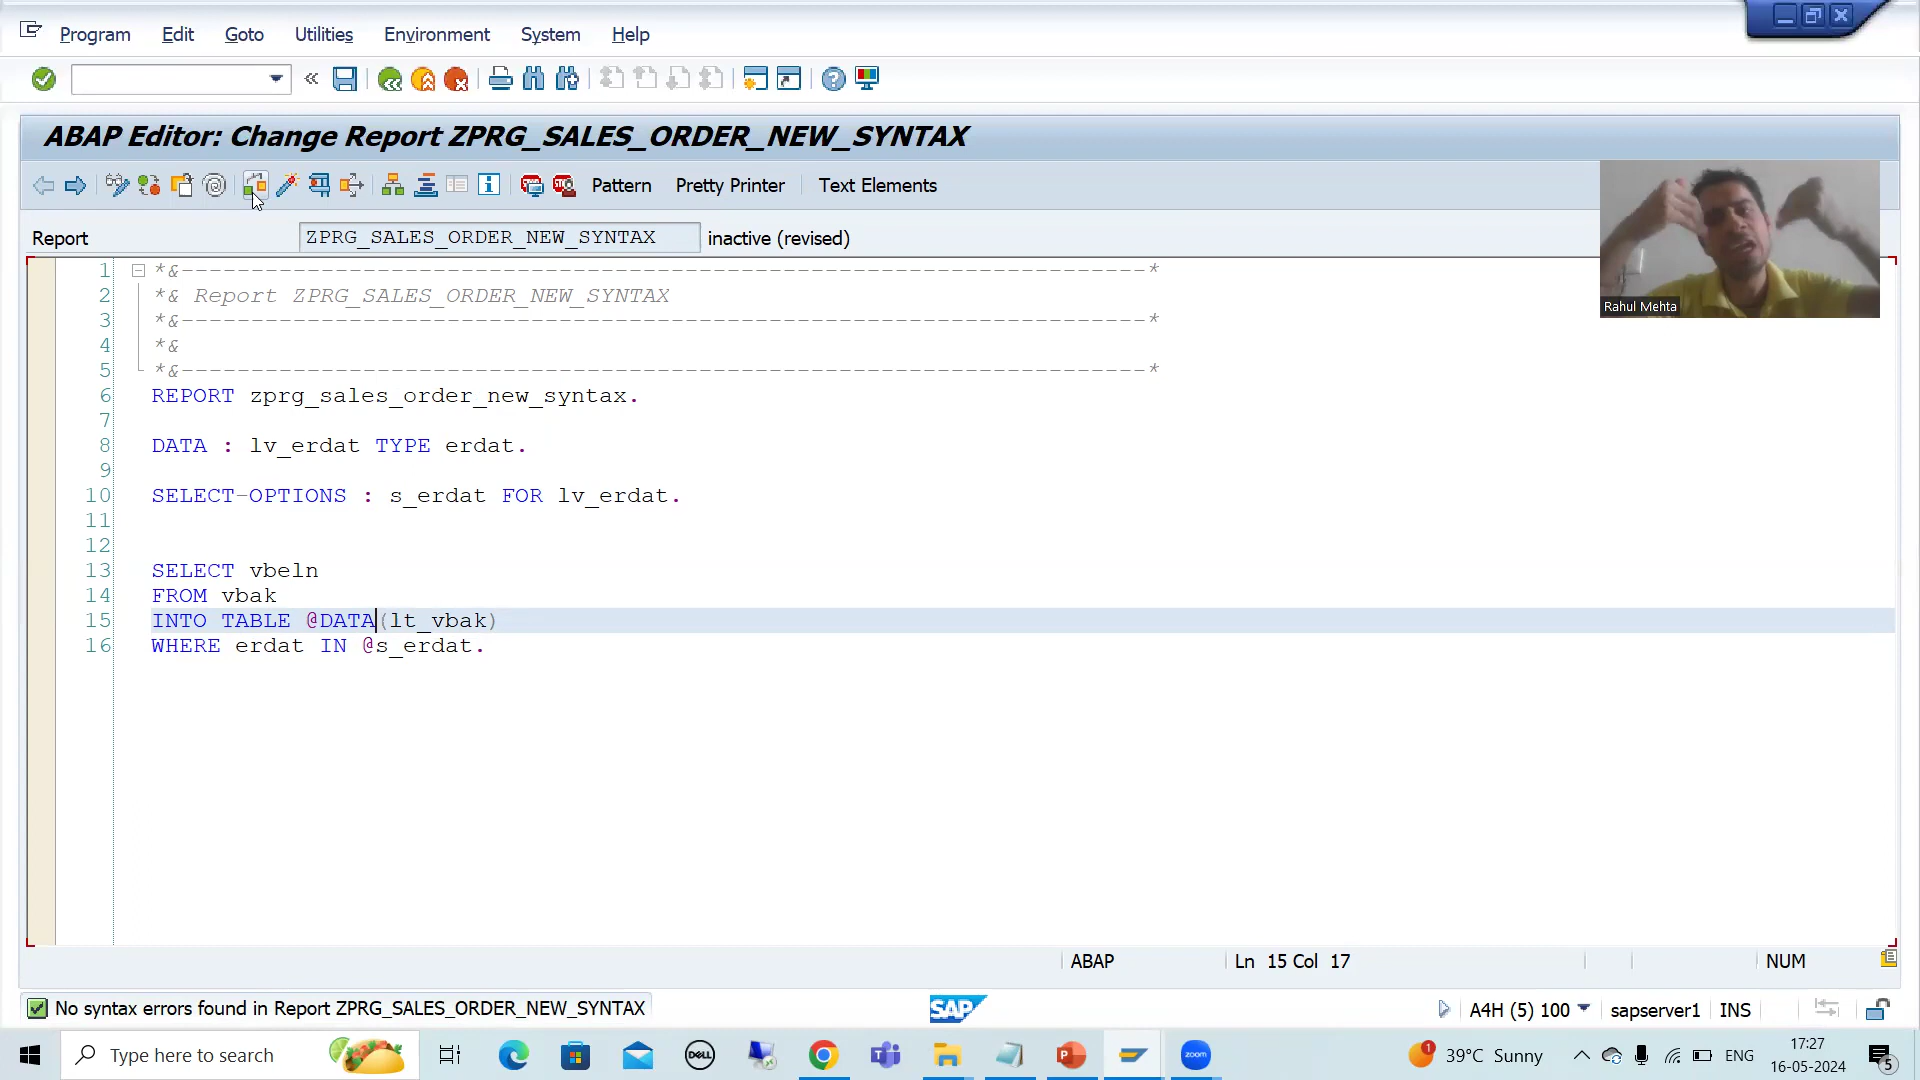 Program Edit Goto Utilities Environment System Help
ABAP Editor: Change Report ZPRG_SALES_ORDER_NEW_SYNTAX
Pattern Pretty Printer Text Elements
Report ZPRG_SALES_ORDER_NEW_SYNTAX inactive (revised)
Rahul Mehta
1 *&---------------------------------------------------------------------*
2 *& Report ZPRG_SALES_ORDER_NEW_SYNTAX
3 *&---------------------------------------------------------------------*
4 *&
5 *&---------------------------------------------------------------------*
6 REPORT zprg_sales_order_new_syntax.
7
8 DATA : lv_erdat TYPE erdat.
9
10 SELECT-OPTIONS : s_erdat FOR lv_erdat.
11
12
13 SELECT vbeln
14 FROM vbak
15 INTO TABLE @DATA(lt_vbak)
16 WHERE erdat IN @s_erdat.
ABAP Ln 15 Col 17 NUM
No syntax errors found in Report ZPRG_SALES_ORDER_NEW_SYNTAX SAP A4H (5) 100 sapserver1 INS
Type here to search DELL zoom 1 39°C Sunny ENG 17:27
16-05-2024 5